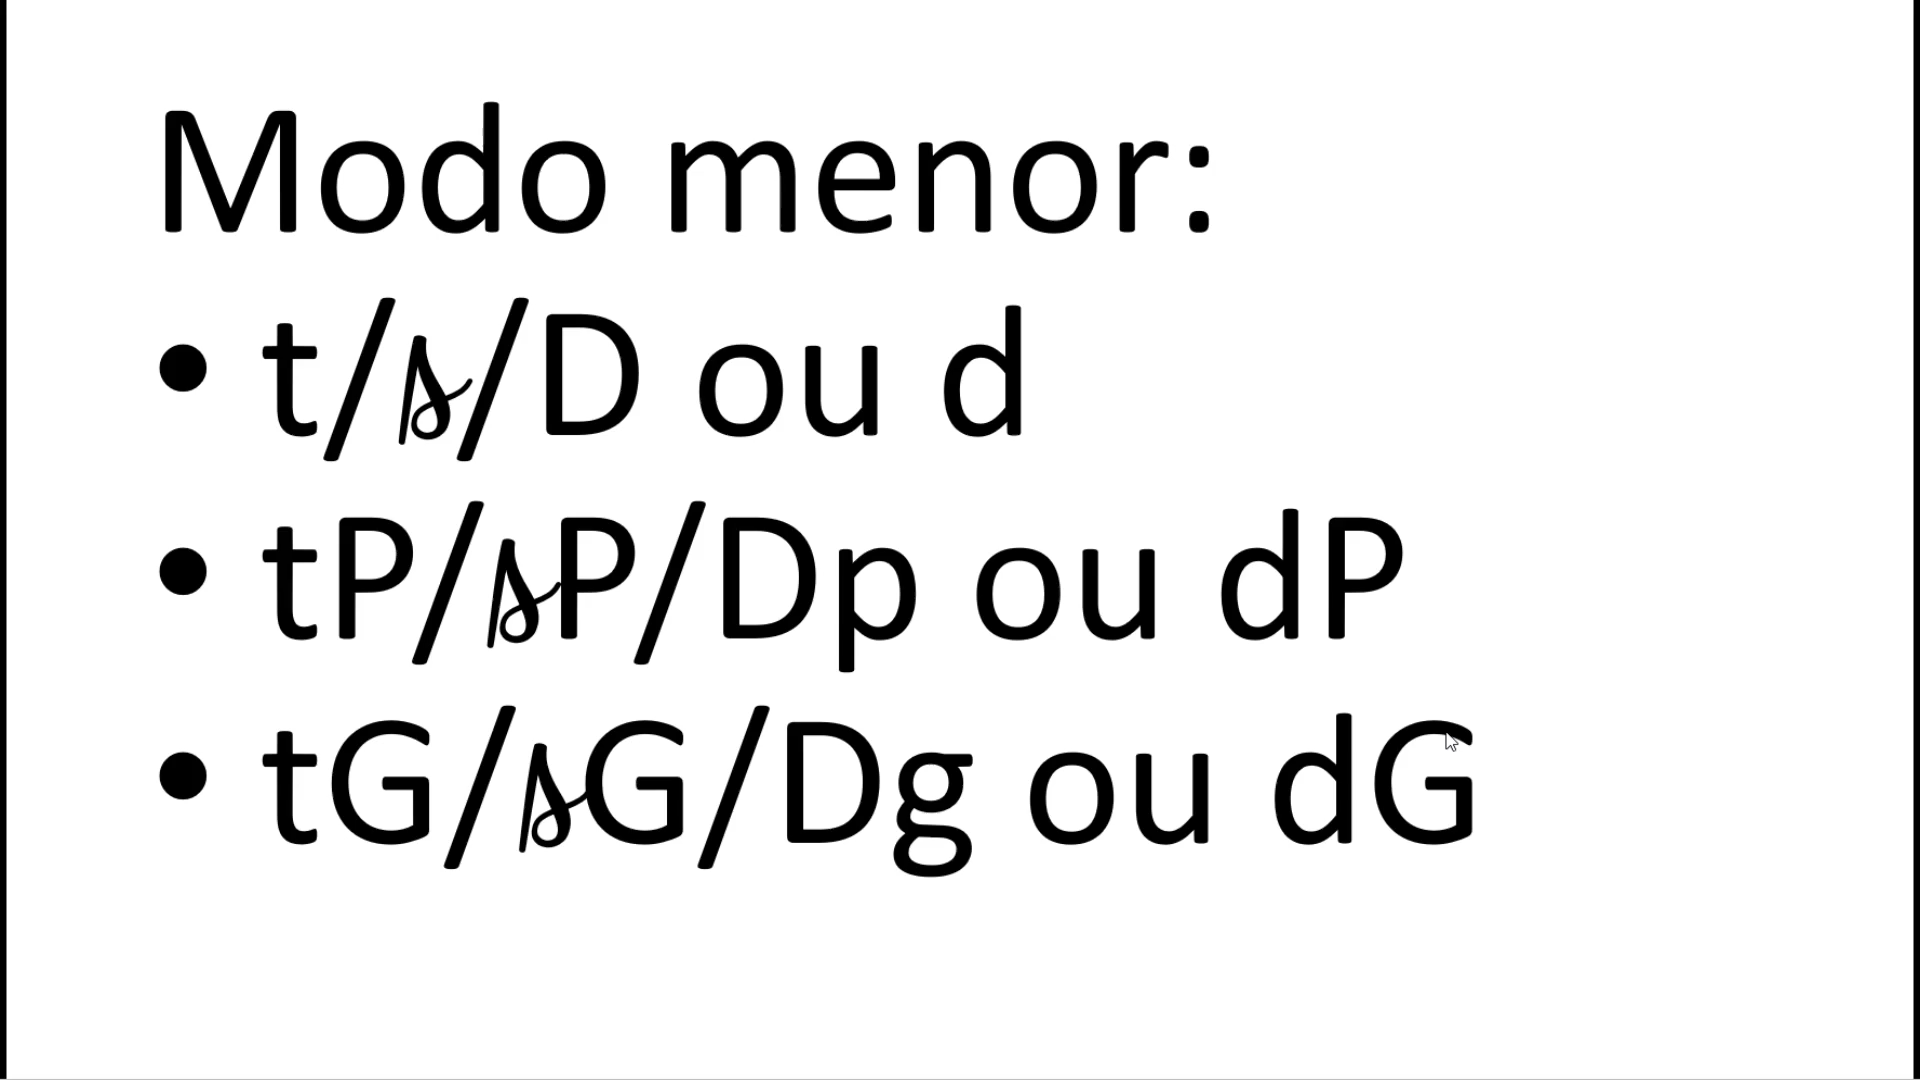 Modo menor:
• t/s/D ou d
• tP/sP/Dp ou dP
• tG/sG/Dg ou dG